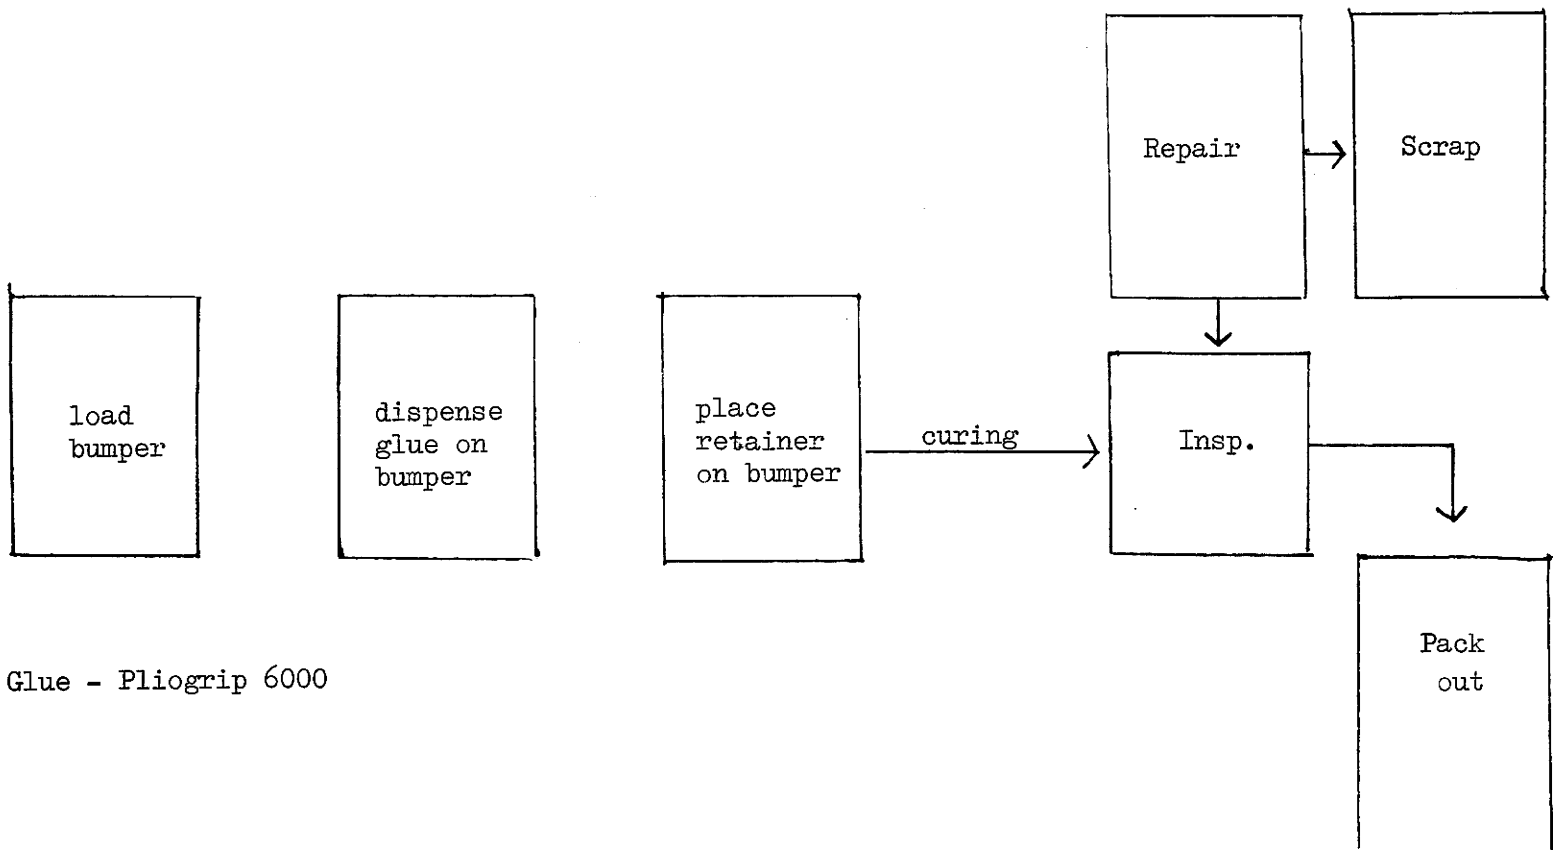 Repair
Scrap
load
bumper
dispense
glue on
bumper
place
retainer
on bumper
curing
Insp.
Pack
out
Glue - Pliogrip 6000